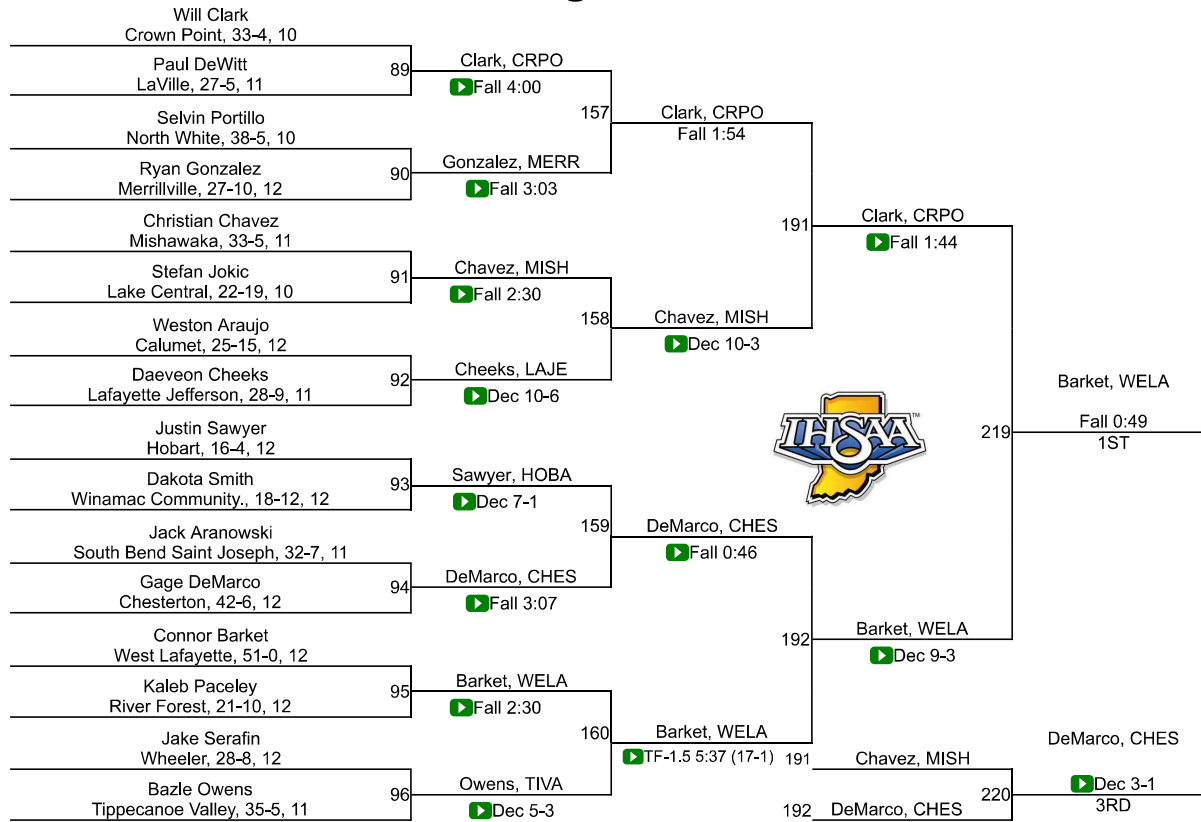 Will Clark
Crown Point, 33-4, 10
Paul DeWitt
LaVille, 27-5, 11
89
Clark, CRPO
Fall 4:00
Selvin Portillo
North White, 38-5, 10
Ryan Gonzalez
Merrillville, 27-10, 12
90
Gonzalez, MERR
Fall 3:03
157
Clark, CRPO
Fall 1:54
Christian Chavez
Mishawaka, 33-5, 11
Stefan Jokic
Lake Central, 22-19, 10
91
Chavez, MISH
Fall 2:30
Weston Araujo
Calumet, 25-15, 12
Daeveon Cheeks
Lafayette Jefferson, 28-9, 11
92
Cheeks, LAJE
Dec 10-6
158
Chavez, MISH
Dec 10-3
191
Clark, CRPO
Fall 1:44
Justin Sawyer
Hobart, 16-4, 12
Dakota Smith
Winamac Community., 18-12, 12
93
Sawyer, HOBA
Dec 7-1
Jack Aranowski
South Bend Saint Joseph, 32-7, 11
Gage DeMarco
Chesterton, 42-6, 12
94
DeMarco, CHES
Fall 3:07
159
DeMarco, CHES
Fall 0:46
Connor Barket
West Lafayette, 51-0, 12
Kaleb Paceley
River Forest, 21-10, 12
95
Barket, WELA
Fall 2:30
Jake Serafin
Wheeler, 28-8, 12
Bazle Owens
Tippecanoe Valley, 35-5, 11
96
Owens, TIVA
Dec 5-3
160
Barket, WELA
TF-1.5 5:37 (17-1)
192
Barket, WELA
Dec 9-3
IHSAA
TM
219
Barket, WELA
Fall 0:49
1ST
191
Chavez, MISH
192
DeMarco, CHES
220
DeMarco, CHES
Dec 3-1
3RD